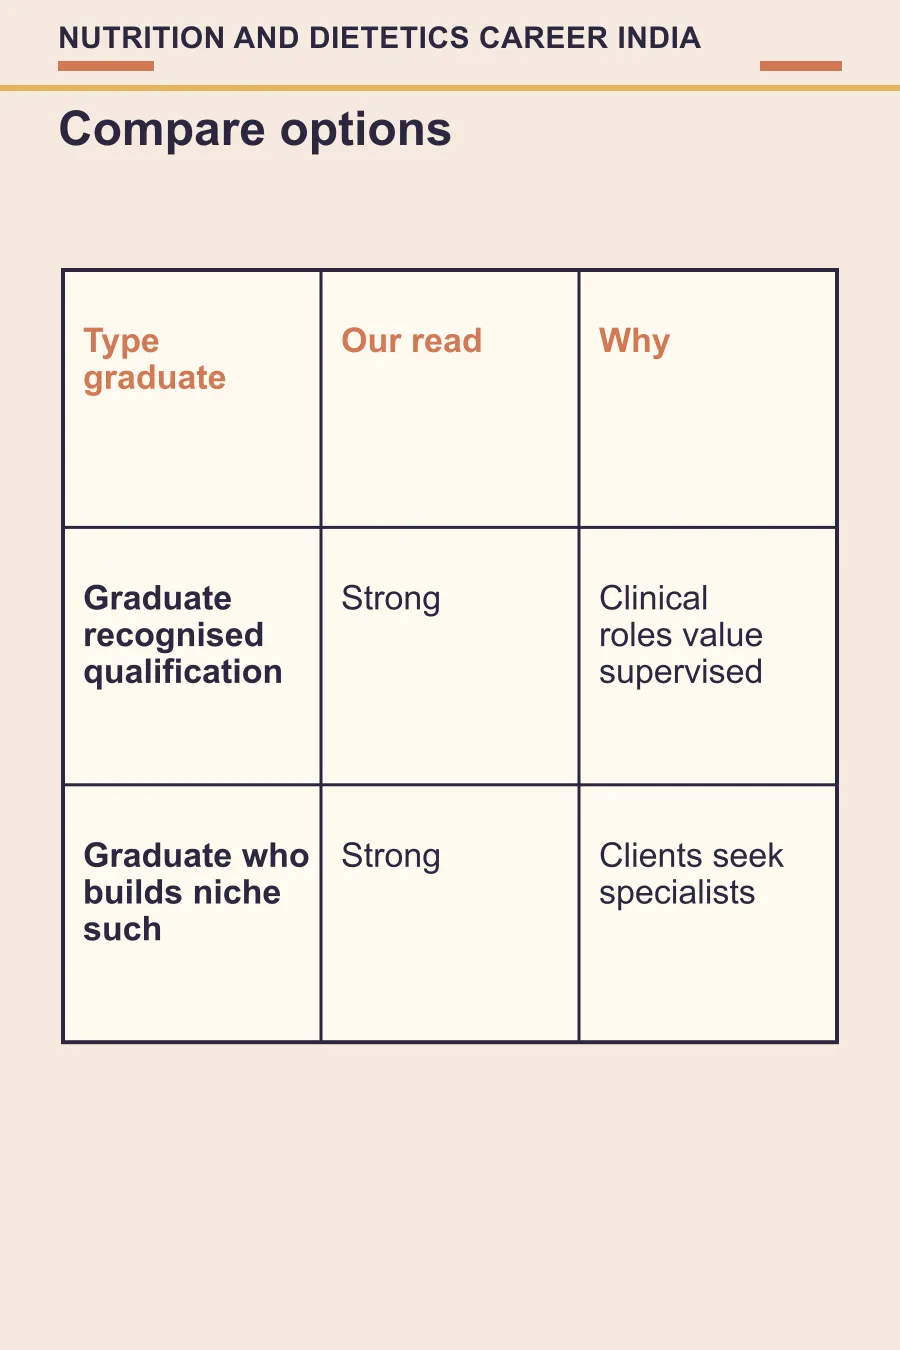 NUTRITION AND DIETETICS CAREER INDIA
Compare options
Type
graduate
Our read
Why
Graduate
recognised
qualification
Strong
Clinical
roles value
supervised
Graduate who
builds niche
such
Strong
Clients seek
specialists